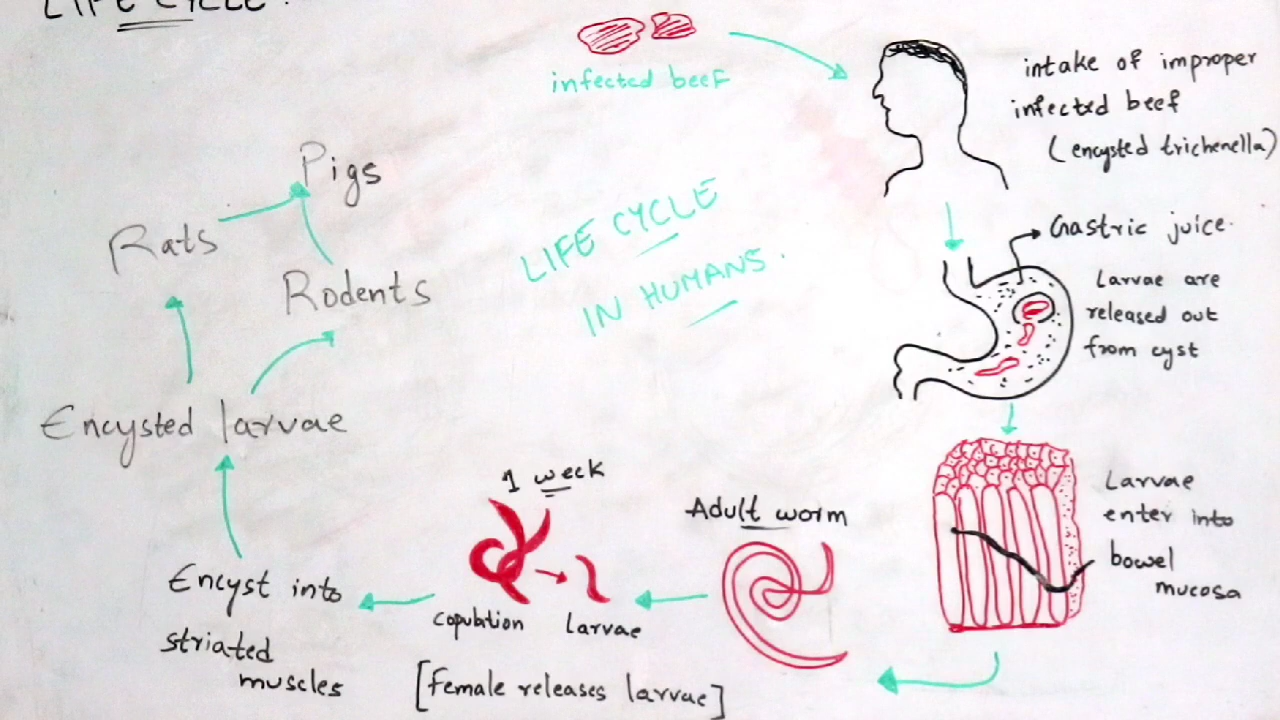 LIFE CYCLE.
infected beef
intake of improper
infected beef
(encysted trichenella)
Gastric juice.
Larvae are
released out
from cyst
Larvae
enter into
bowel
mucosa
Adult worm
1 week
copulation Larvae
[Female releases larvae]
Encyst into
striated
muscles
Encysted larvae
Rats
Rodents
Pigs
LIFE CYCLE
IN HUMANS.